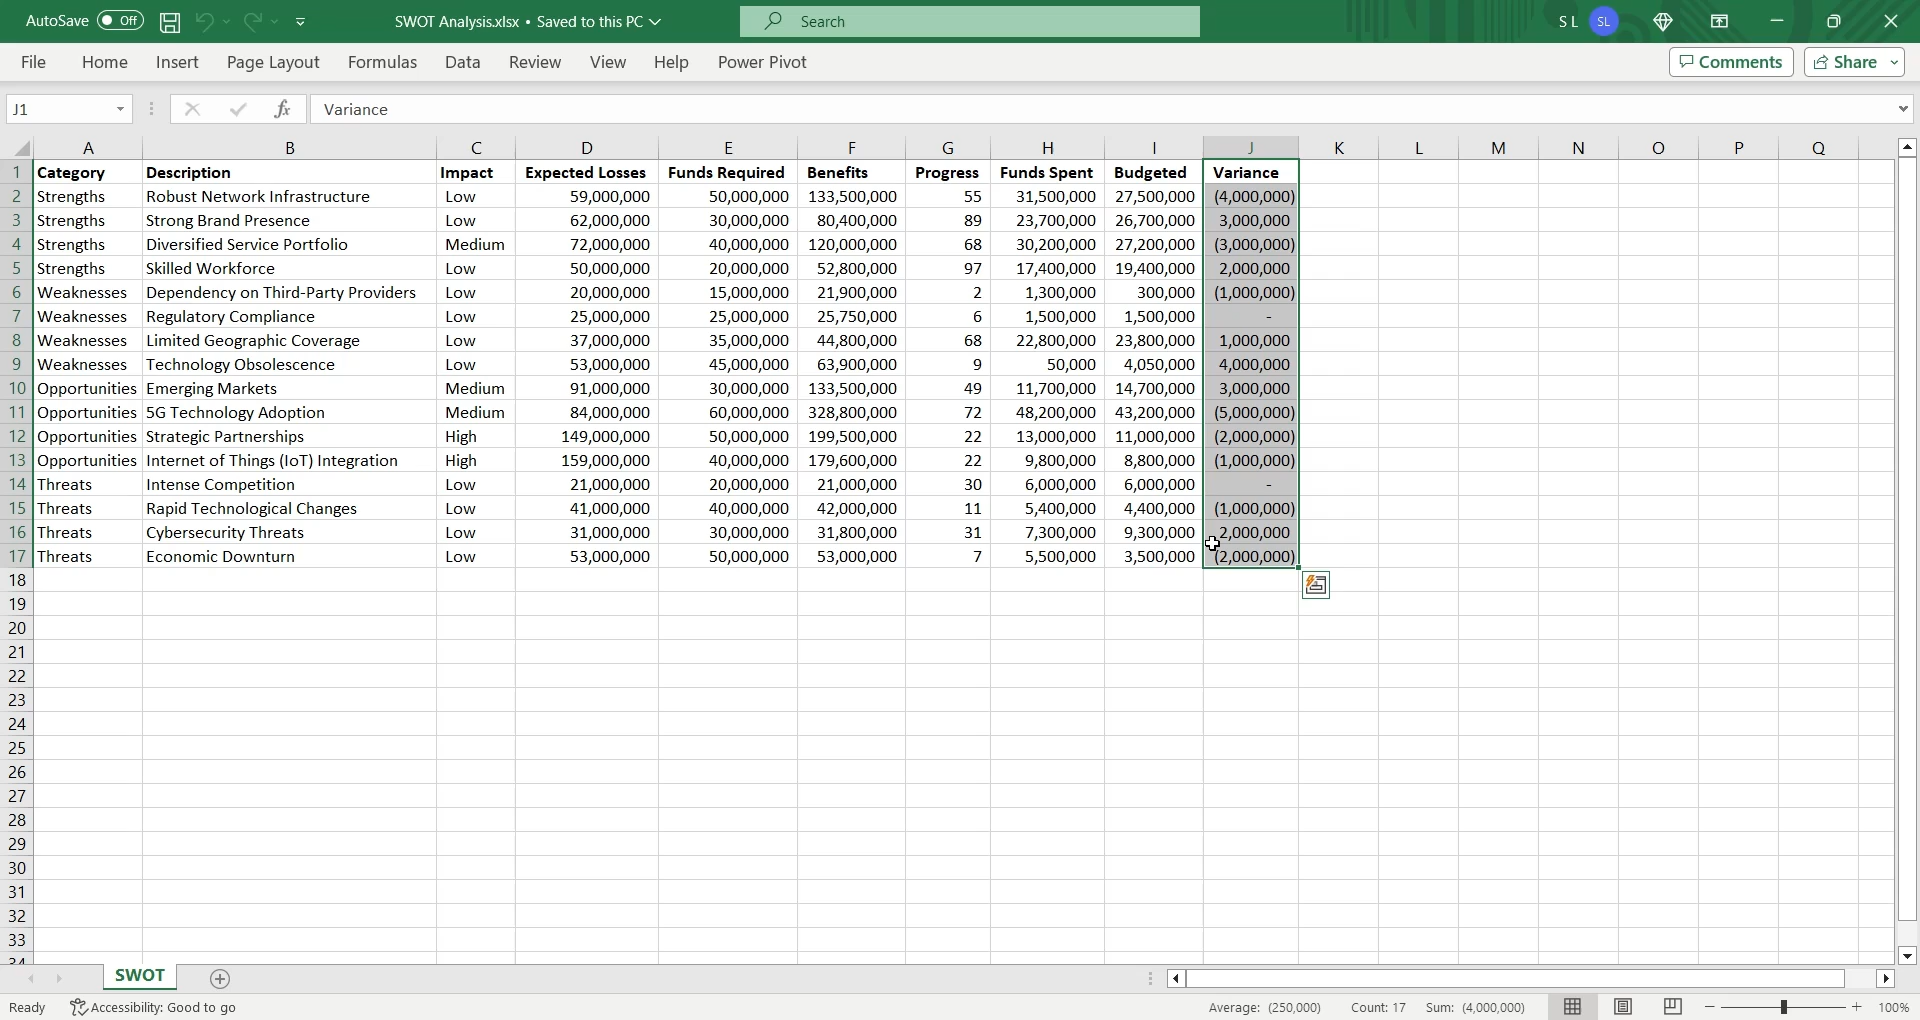 AutoSave Off SWOT Analysis.xlsx • Saved to this PC Search S L SL
File Home Insert Page Layout Formulas Data Review View Help Power Pivot Comments Share
J1 fx Variance
A B C D E F G H I J K L M N O P Q
1 Category Description Impact Expected Losses Funds Required Benefits Progress Funds Spent Budgeted Variance
2 Strengths Robust Network Infrastructure Low 59,000,000 50,000,000 133,500,000 55 31,500,000 27,500,000 (4,000,000)
3 Strengths Strong Brand Presence Low 62,000,000 30,000,000 80,400,000 89 23,700,000 26,700,000 3,000,000
4 Strengths Diversified Service Portfolio Medium 72,000,000 40,000,000 120,000,000 68 30,200,000 27,200,000 (3,000,000)
5 Strengths Skilled Workforce Low 50,000,000 20,000,000 52,800,000 97 17,400,000 19,400,000 2,000,000
6 Weaknesses Dependency on Third-Party Providers Low 20,000,000 15,000,000 21,900,000 2 1,300,000 300,000 (1,000,000)
7 Weaknesses Regulatory Compliance Low 25,000,000 25,000,000 25,750,000 6 1,500,000 1,500,000 -
8 Weaknesses Limited Geographic Coverage Low 37,000,000 35,000,000 44,800,000 68 22,800,000 23,800,000 1,000,000
9 Weaknesses Technology Obsolescence Low 53,000,000 45,000,000 63,900,000 9 50,000 4,050,000 4,000,000
10 Opportunities Emerging Markets Medium 91,000,000 30,000,000 133,500,000 49 11,700,000 14,700,000 3,000,000
11 Opportunities 5G Technology Adoption Medium 84,000,000 60,000,000 328,800,000 72 48,200,000 43,200,000 (5,000,000)
12 Opportunities Strategic Partnerships High 149,000,000 50,000,000 199,500,000 22 13,000,000 11,000,000 (2,000,000)
13 Opportunities Internet of Things (IoT) Integration High 159,000,000 40,000,000 179,600,000 22 9,800,000 8,800,000 (1,000,000)
14 Threats Intense Competition Low 21,000,000 20,000,000 21,000,000 30 6,000,000 6,000,000 -
15 Threats Rapid Technological Changes Low 41,000,000 40,000,000 42,000,000 11 5,400,000 4,400,000 (1,000,000)
16 Threats Cybersecurity Threats Low 31,000,000 30,000,000 31,800,000 31 7,300,000 9,300,000 2,000,000
17 Threats Economic Downturn Low 53,000,000 50,000,000 53,000,000 7 5,500,000 3,500,000 (2,000,000)
18
19
20
21
22
23
24
25
26
27
28
29
30
31
32
33
34
SWOT
Ready Accessibility: Good to go Average: (250,000) Count: 17 Sum: (4,000,000) 100%